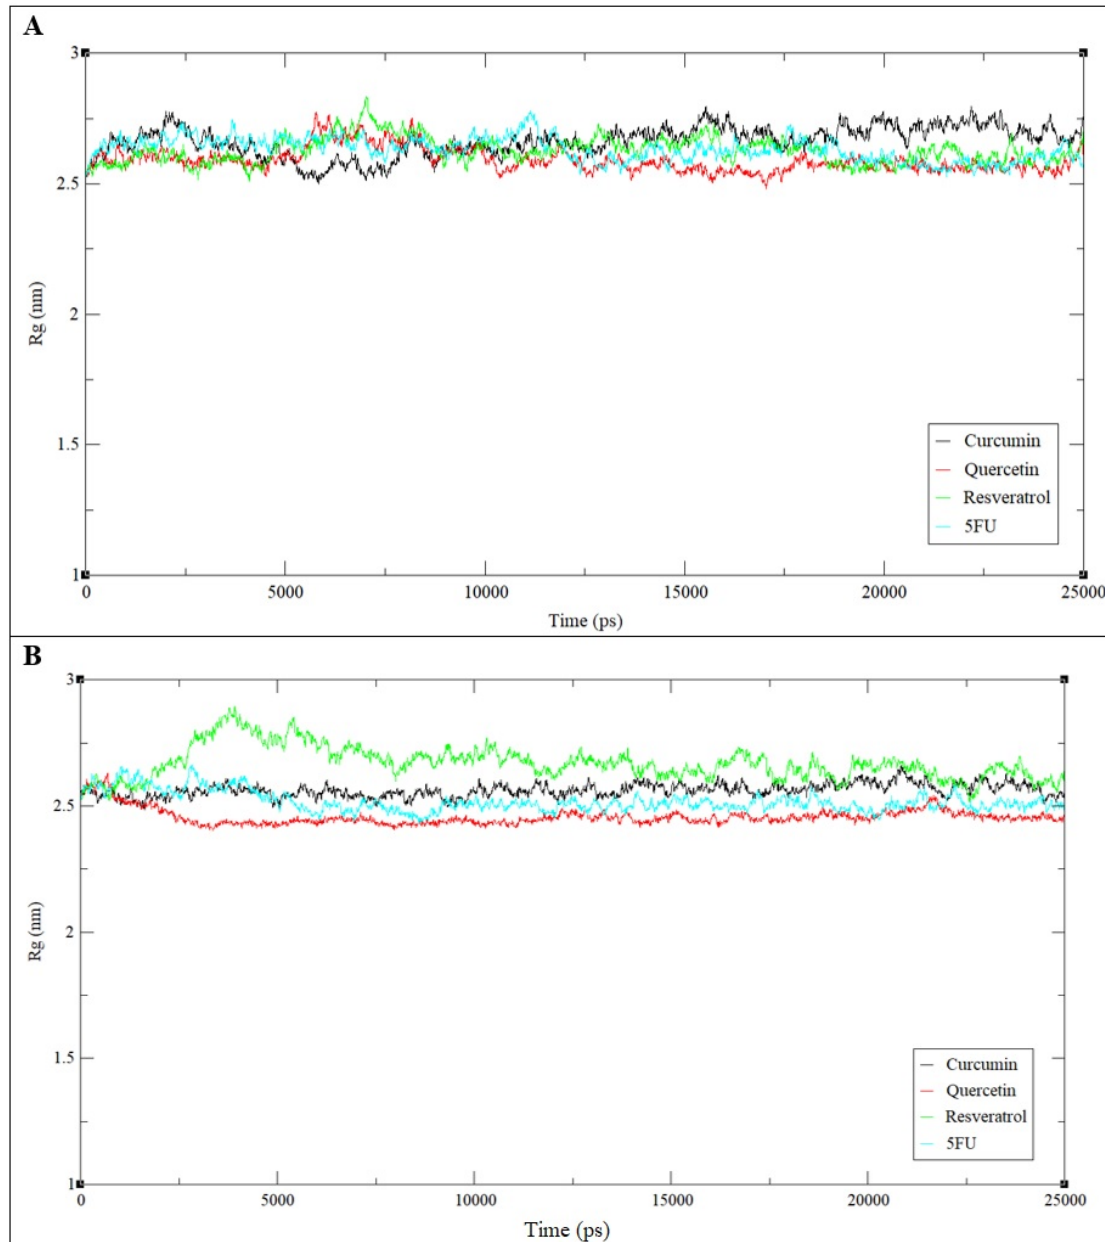 A
3
2.5
2
1.5
1
Rg (nm)
0 5000 10000 15000 20000 25000
Time (ps)
Curcumin
Quercetin
Resveratrol
5FU
B
3
2.5
2
1.5
1
Rg (nm)
0 5000 10000 15000 20000 25000
Time (ps)
Curcumin
Quercetin
Resveratrol
5FU